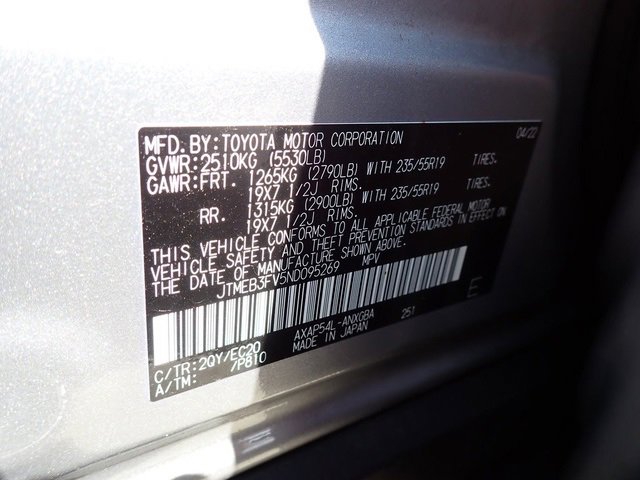 MFD. BY: TOYOTA MOTOR CORPORATION 04/22
GVWR: 2510KG (5530LB)
GAWR: FRT. 1265KG (2790LB) WITH 235/55R19 TIRES.
19X7 1/2J RIMS.
RR. 1315KG (2900LB) WITH 235/55R19 TIRES.
19X7 1/2J RIMS.
THIS VEHICLE CONFORMS TO ALL APPLICABLE FEDERAL MOTOR
VEHICLE SAFETY AND THEFT PREVENTION STANDARDS IN EFFECT ON
THE DATE OF MANUFACTURE SHOWN ABOVE.
JTMEB3FV5ND095269 MPV
E
AXAP54L-ANXGBA 251
MADE IN JAPAN
C/TR: 2QY/EC20
A/TM: /P810